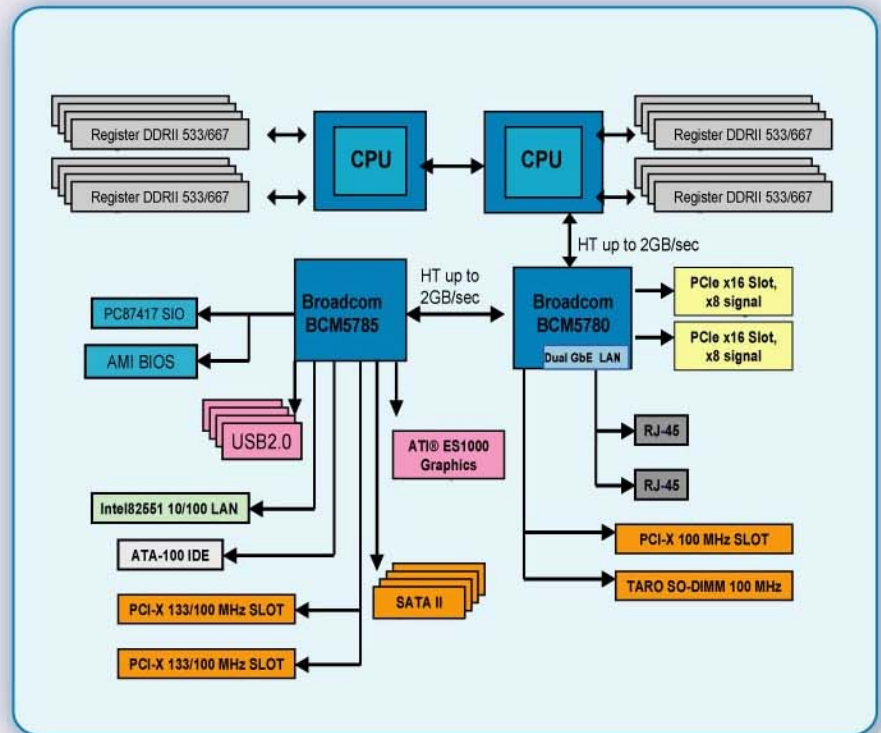 Register DDRII 533/667
CPU
CPU
Register DDRII 533/667
Register DDRII 533/667
Register DDRII 533/667
HT up to 2GB/sec
Broadcom
BCM5785
HT up to
2GB/sec
Broadcom
BCM5780
Dual GbE LAN
PCIe x16 Slot,
x8 signal
PCIe x16 Slot,
x8 signal
PC87417 SIO
AMI BIOS
USB2.0
ATI® ES1000
Graphics
RJ-45
RJ-45
Intel82551 10/100 LAN
ATA-100 IDE
PCI-X 100 MHz SLOT
TARO SO-DIMM 100 MHz
PCI-X 133/100 MHz SLOT
SATA II
PCI-X 133/100 MHz SLOT